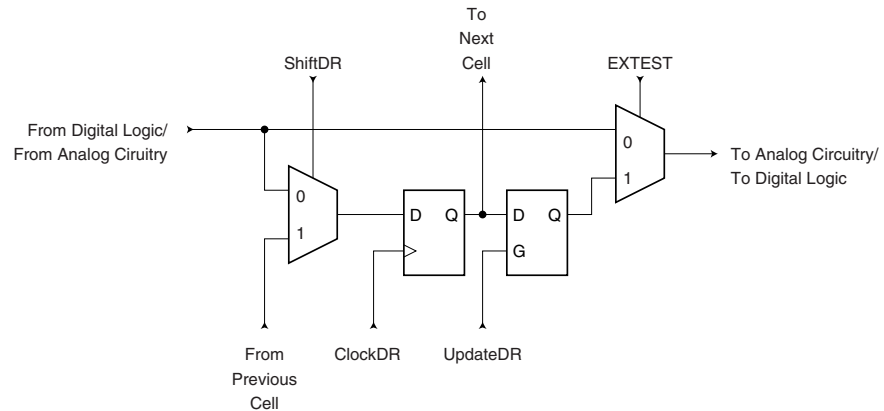 To
Next
Cell
ShiftDR
EXTEST
From Digital Logic/
From Analog Ciruitry
0
1
To Analog Circuitry/
To Digital Logic
0
1
D Q
D Q
G
From
Previous
Cell
ClockDR
UpdateDR